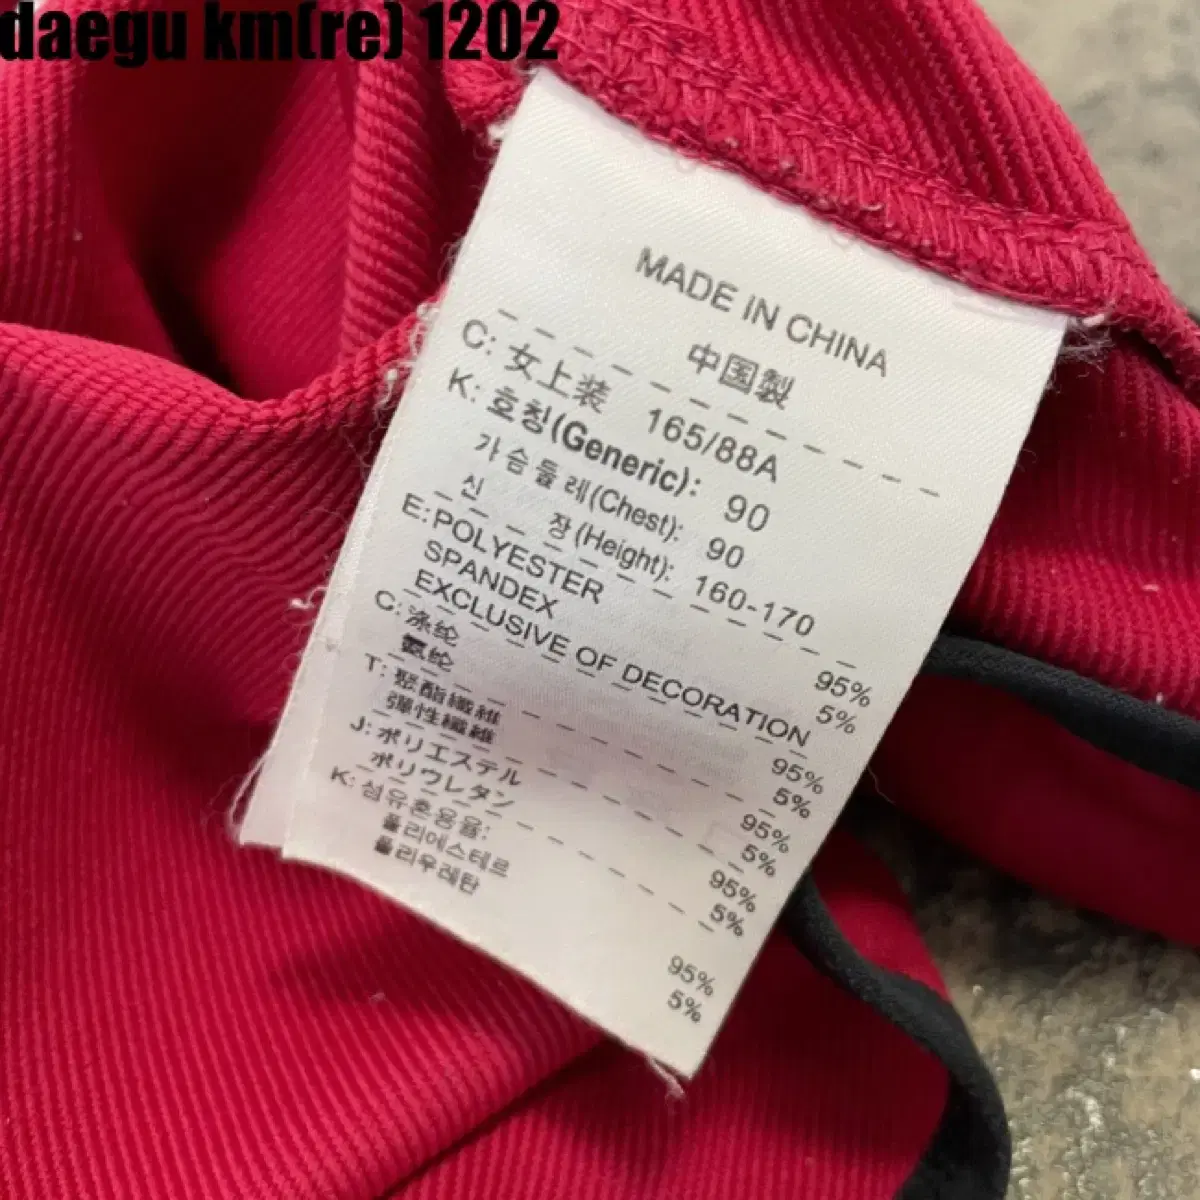 daegu km(re) 1202
MADE IN CHINA
中国製
C: 女上装 165/88A
K: 호칭(Generic): 90
가슴둘레(Chest): 90
신 장(Height): 160-170
E: POLYESTER 95%
SPANDEX 5%
EXCLUSIVE OF DECORATION
C: 涤纶 95%
氨纶 5%
T: 聚酯纖維 95%
彈性纖維 5%
J: ポリエステル 95%
ポリウレタン 5%
K: 섬유혼용율:
폴리에스테르 95%
폴리우레탄 5%